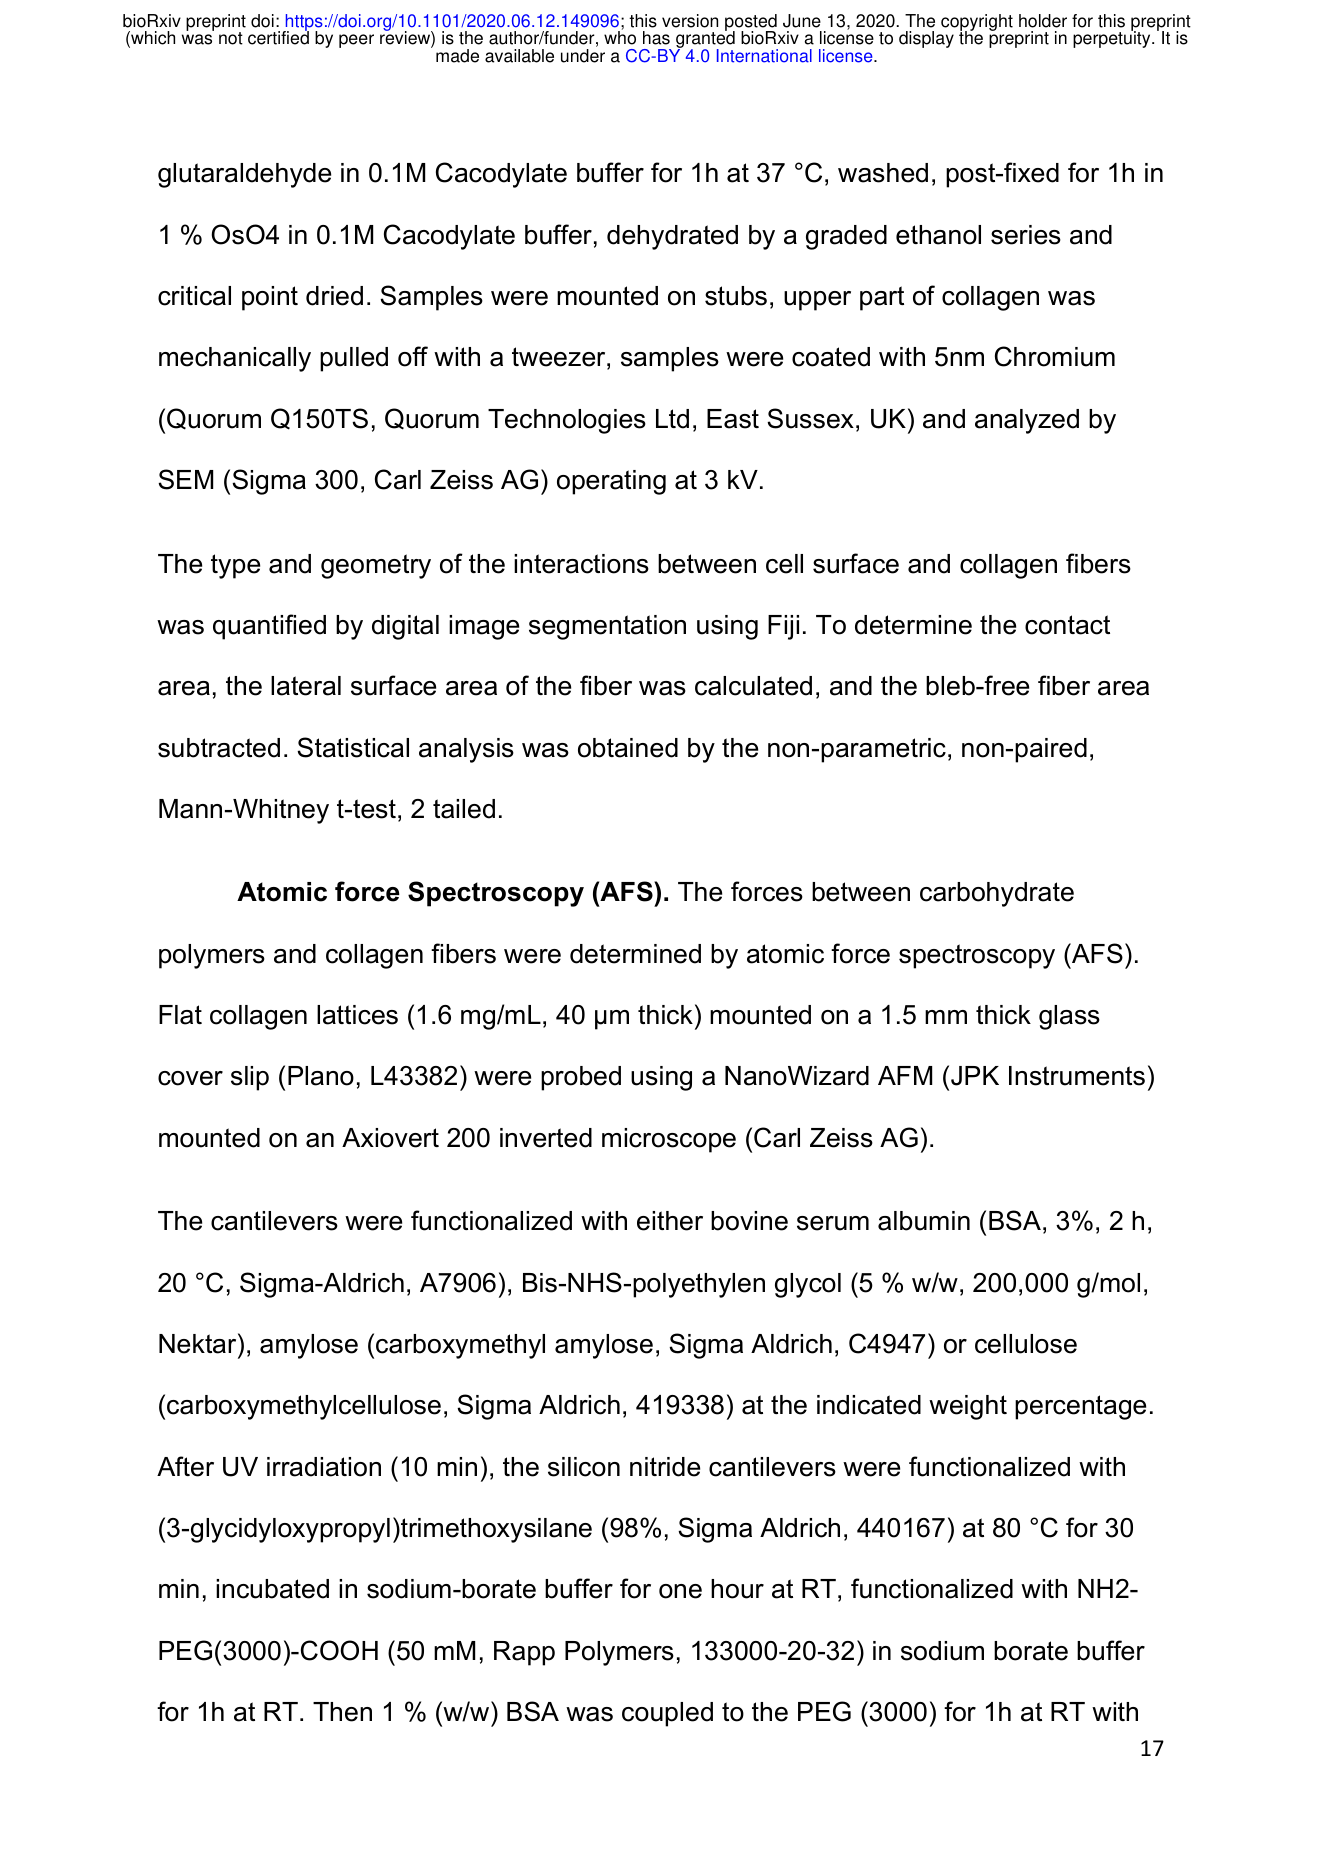 bioRxiv preprint doi: https://doi.org/10.1101/2020.06.12.149096; this version posted June 13, 2020. The copyright holder for this preprint
(which was not certified by peer review) is the author/funder, who has granted bioRxiv a license to display the preprint in perpetuity. It is
made available under a CC-BY 4.0 International license.
glutaraldehyde in 0.1M Cacodylate buffer for 1h at 37 °C, washed, post-fixed for 1h in
1 % OsO4 in 0.1M Cacodylate buffer, dehydrated by a graded ethanol series and
critical point dried. Samples were mounted on stubs, upper part of collagen was
mechanically pulled off with a tweezer, samples were coated with 5nm Chromium
(Quorum Q150TS, Quorum Technologies Ltd, East Sussex, UK) and analyzed by
SEM (Sigma 300, Carl Zeiss AG) operating at 3 kV.
The type and geometry of the interactions between cell surface and collagen fibers
was quantified by digital image segmentation using Fiji. To determine the contact
area, the lateral surface area of the fiber was calculated, and the bleb-free fiber area
subtracted. Statistical analysis was obtained by the non-parametric, non-paired,
Mann-Whitney t-test, 2 tailed.
Atomic force Spectroscopy (AFS). The forces between carbohydrate
polymers and collagen fibers were determined by atomic force spectroscopy (AFS).
Flat collagen lattices (1.6 mg/mL, 40 μm thick) mounted on a 1.5 mm thick glass
cover slip (Plano, L43382) were probed using a NanoWizard AFM (JPK Instruments)
mounted on an Axiovert 200 inverted microscope (Carl Zeiss AG).
The cantilevers were functionalized with either bovine serum albumin (BSA, 3%, 2 h,
20 °C, Sigma-Aldrich, A7906), Bis-NHS-polyethylen glycol (5 % w/w, 200,000 g/mol,
Nektar), amylose (carboxymethyl amylose, Sigma Aldrich, C4947) or cellulose
(carboxymethylcellulose, Sigma Aldrich, 419338) at the indicated weight percentage.
After UV irradiation (10 min), the silicon nitride cantilevers were functionalized with
(3-glycidyloxypropyl)trimethoxysilane (98%, Sigma Aldrich, 440167) at 80 °C for 30
min, incubated in sodium-borate buffer for one hour at RT, functionalized with NH2-
PEG(3000)-COOH (50 mM, Rapp Polymers, 133000-20-32) in sodium borate buffer
for 1h at RT. Then 1 % (w/w) BSA was coupled to the PEG (3000) for 1h at RT with
17